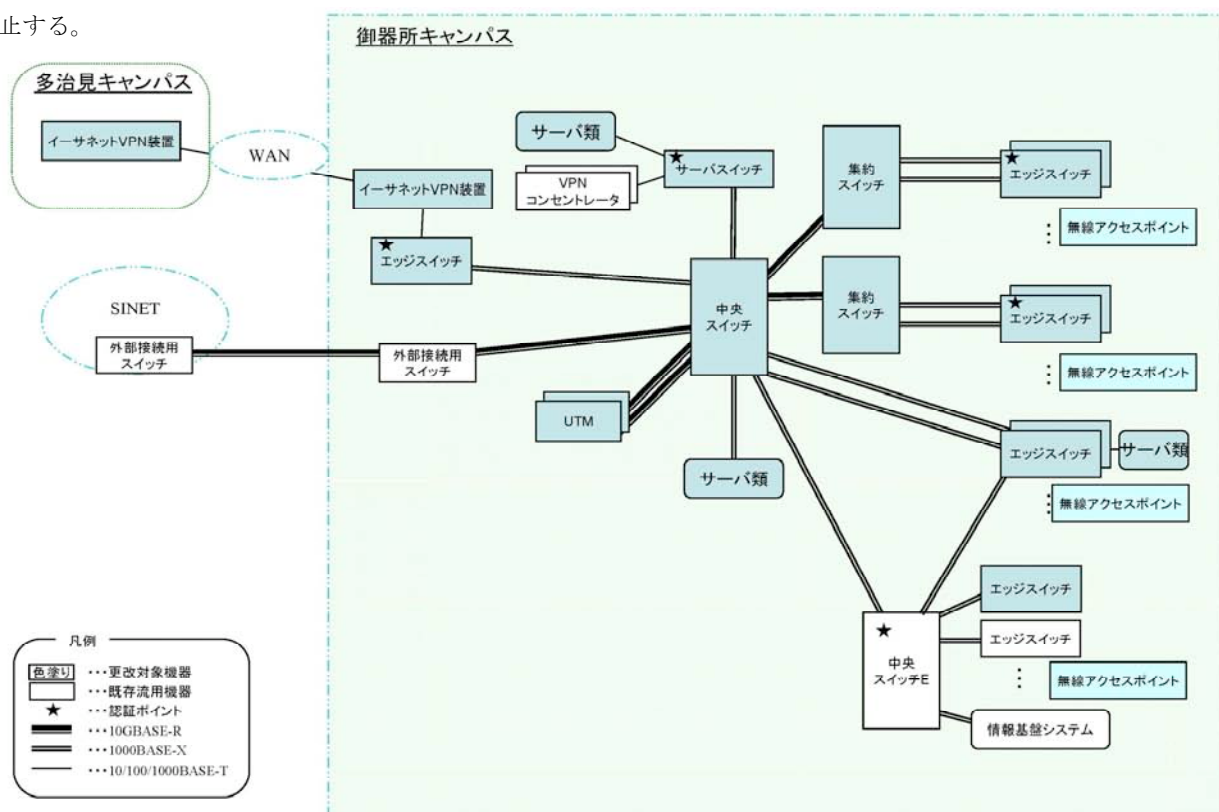 止する。
御器所キャンパス
多治見キャンパス
イーサネットVPN装置
WAN
イーサネットVPN装置
★
エッジスイッチ
サーバ類
★
サーバスイッチ
VPN
コンセントレータ
集約
スイッチ
★
エッジスイッチ
⋮
無線アクセスポイント
SINET
外部接続用
スイッチ
外部接続用
スイッチ
中央
スイッチ
集約
スイッチ
★
エッジスイッチ
⋮
無線アクセスポイント
UTM
サーバ類
エッジスイッチ
サーバ類
⋮
無線アクセスポイント
★
中央
スイッチE
エッジスイッチ
エッジスイッチ
⋮
無線アクセスポイント
情報基盤システム
凡例
色塗り ・・・更改対象機器
・・・既存流用機器
★ ・・・認証ポイント
・・・10GBASE-R
・・・1000BASE-X
・・・10/100/1000BASE-T